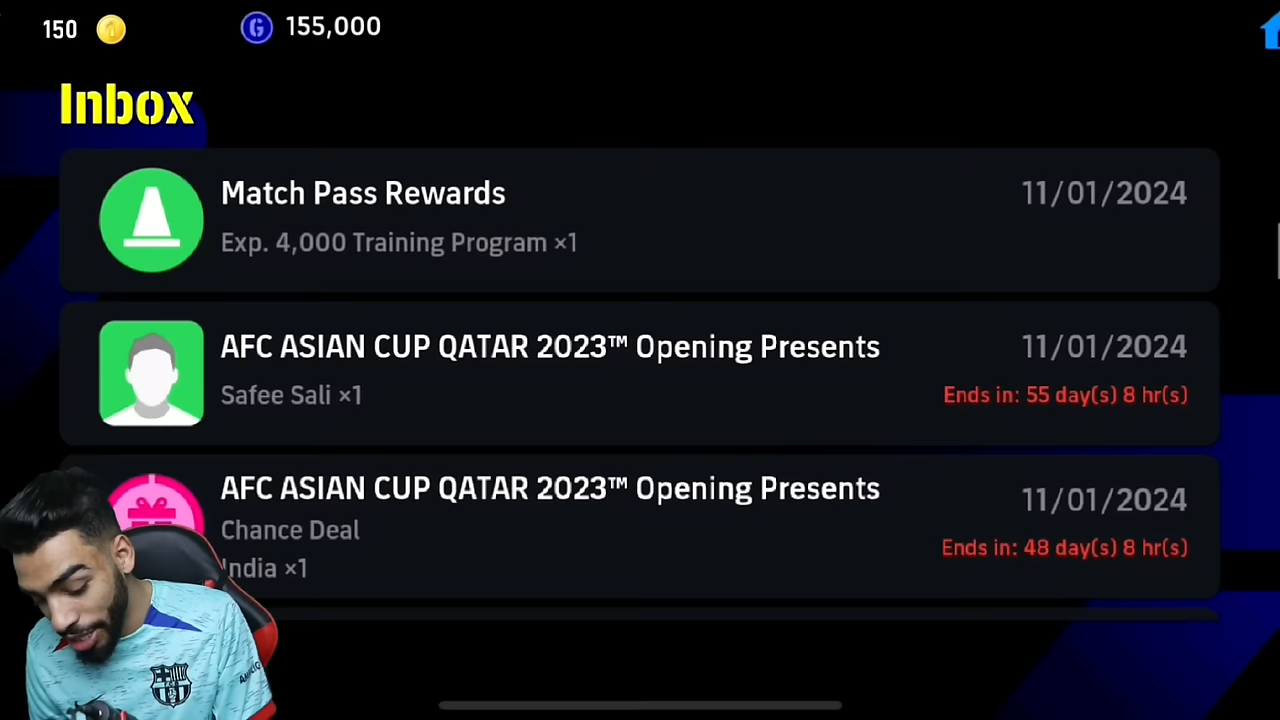 150
155,000
Inbox
Match Pass Rewards
11/01/2024
Exp. 4,000 Training Program ×1
AFC ASIAN CUP QATAR 2023™ Opening Presents
11/01/2024
Safee Sali ×1
Ends in: 55 day(s) 8 hr(s)
AFC ASIAN CUP QATAR 2023™ Opening Presents
11/01/2024
Chance Deal
Ends in: 48 day(s) 8 hr(s)
India ×1